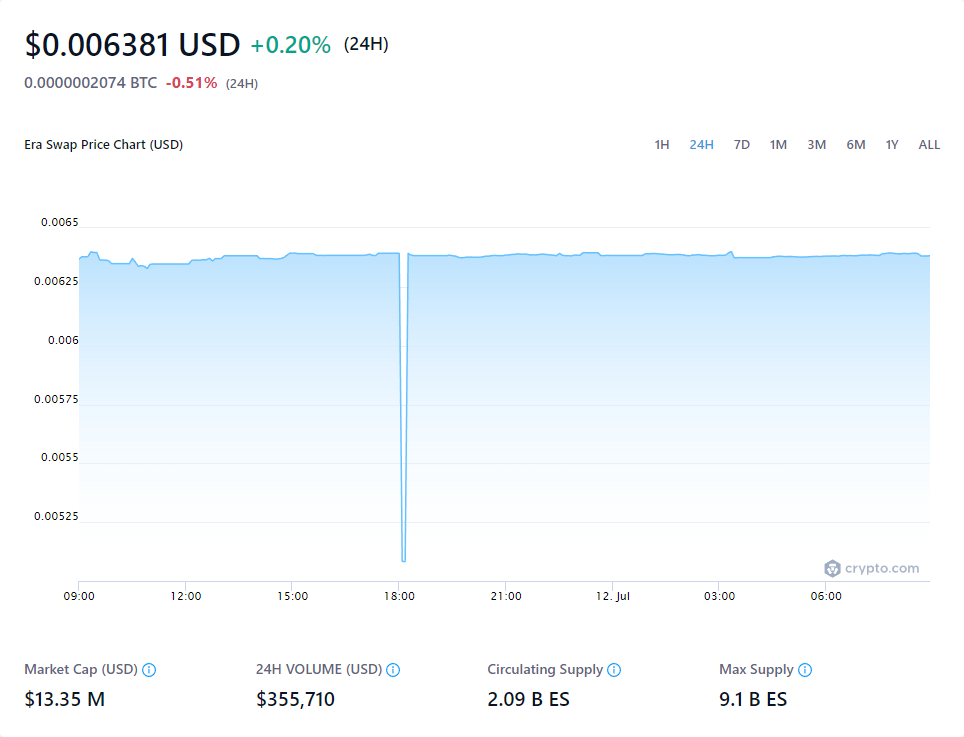 $0.006381 USD +0.20% (24H)
0.0000002074 BTC -0.51% (24H)
Era Swap Price Chart (USD) 1H 24H 7D 1M 3M 6M 1Y ALL
0.0065
0.00625
0.006
0.00575
0.0055
0.00525
crypto.com
09:00 12:00 15:00 18:00 21:00 12. Jul 03:00 06:00
Market Cap (USD) 24H VOLUME (USD) Circulating Supply Max Supply
$13.35 M $355,710 2.09 B ES 9.1 B ES